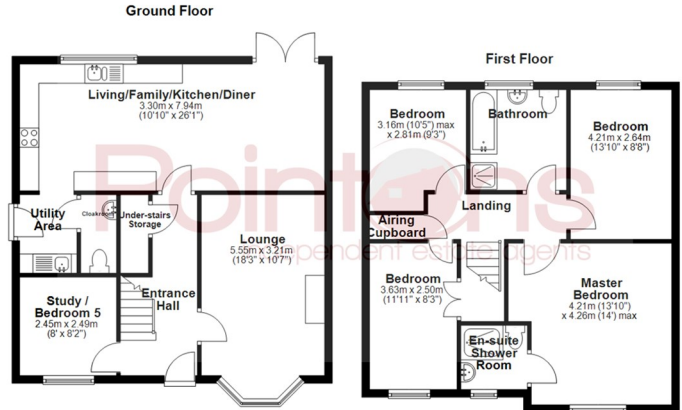 Ground Floor
Living/Family/Kitchen/Diner
3.30m x 7.94m
(10'10" x 26'1")
Utility
Area
Cloakroom
Under-stairs
Storage
Lounge
5.55m x 3.21m
(18'3" x 10'7")
Study /
Bedroom 5
2.45m x 2.49m
(8' x 8'2")
Entrance
Hall
First Floor
Bedroom
3.16m (10'5") max
x 2.81m (9'3")
Bathroom
Bedroom
4.21m x 2.64m
(13'10" x 8'8")
Landing
Airing
Cupboard
Bedroom
3.63m x 2.50m
(11'11" x 8'3")
Master
Bedroom
4.21m (13'10")
x 4.26m (14') max
En-suite
Shower
Room
Pointons
independent estate agents